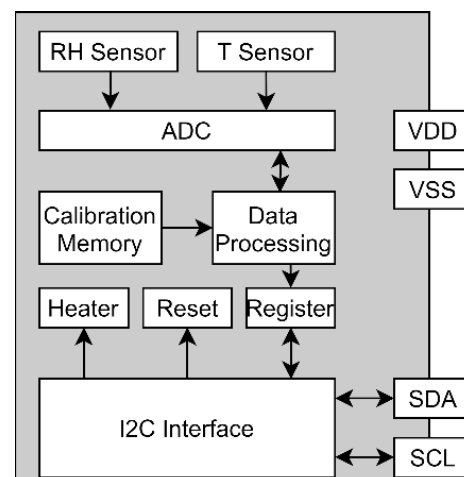 RH Sensor
T Sensor
ADC
VDD
VSS
Calibration
Memory
Data
Processing
Heater
Reset
Register
I2C Interface
SDA
SCL